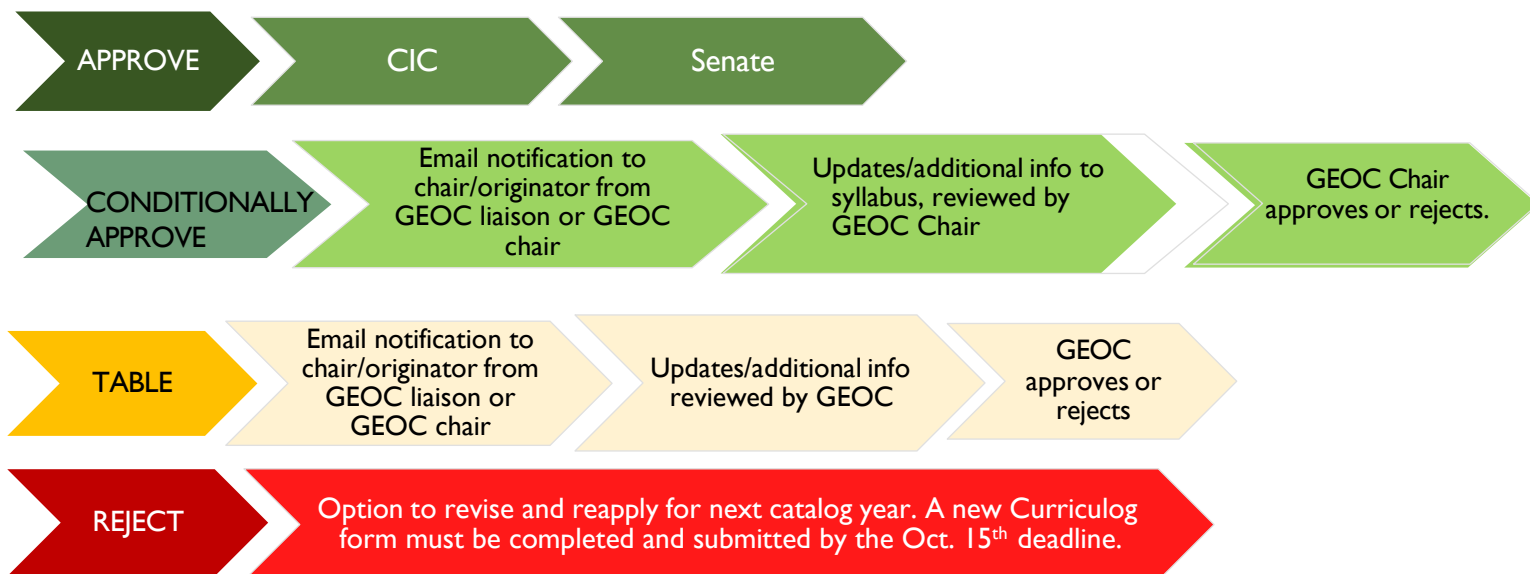 APPROVE
CIC
Senate
CONDITIONALLY
APPROVE
Email notification to
chair/originator from
GEOC liaison or GEOC
chair
Updates/additional info to
syllabus, reviewed by
GEOC Chair
GEOC Chair
approves or rejects.
TABLE
Email notification to
chair/originator from
GEOC liaison or
GEOC chair
Updates/additional info
reviewed by GEOC
GEOC
approves or
rejects
REJECT
Option to revise and reapply for next catalog year. A new Curriculog
form must be completed and submitted by the Oct. 15th deadline.